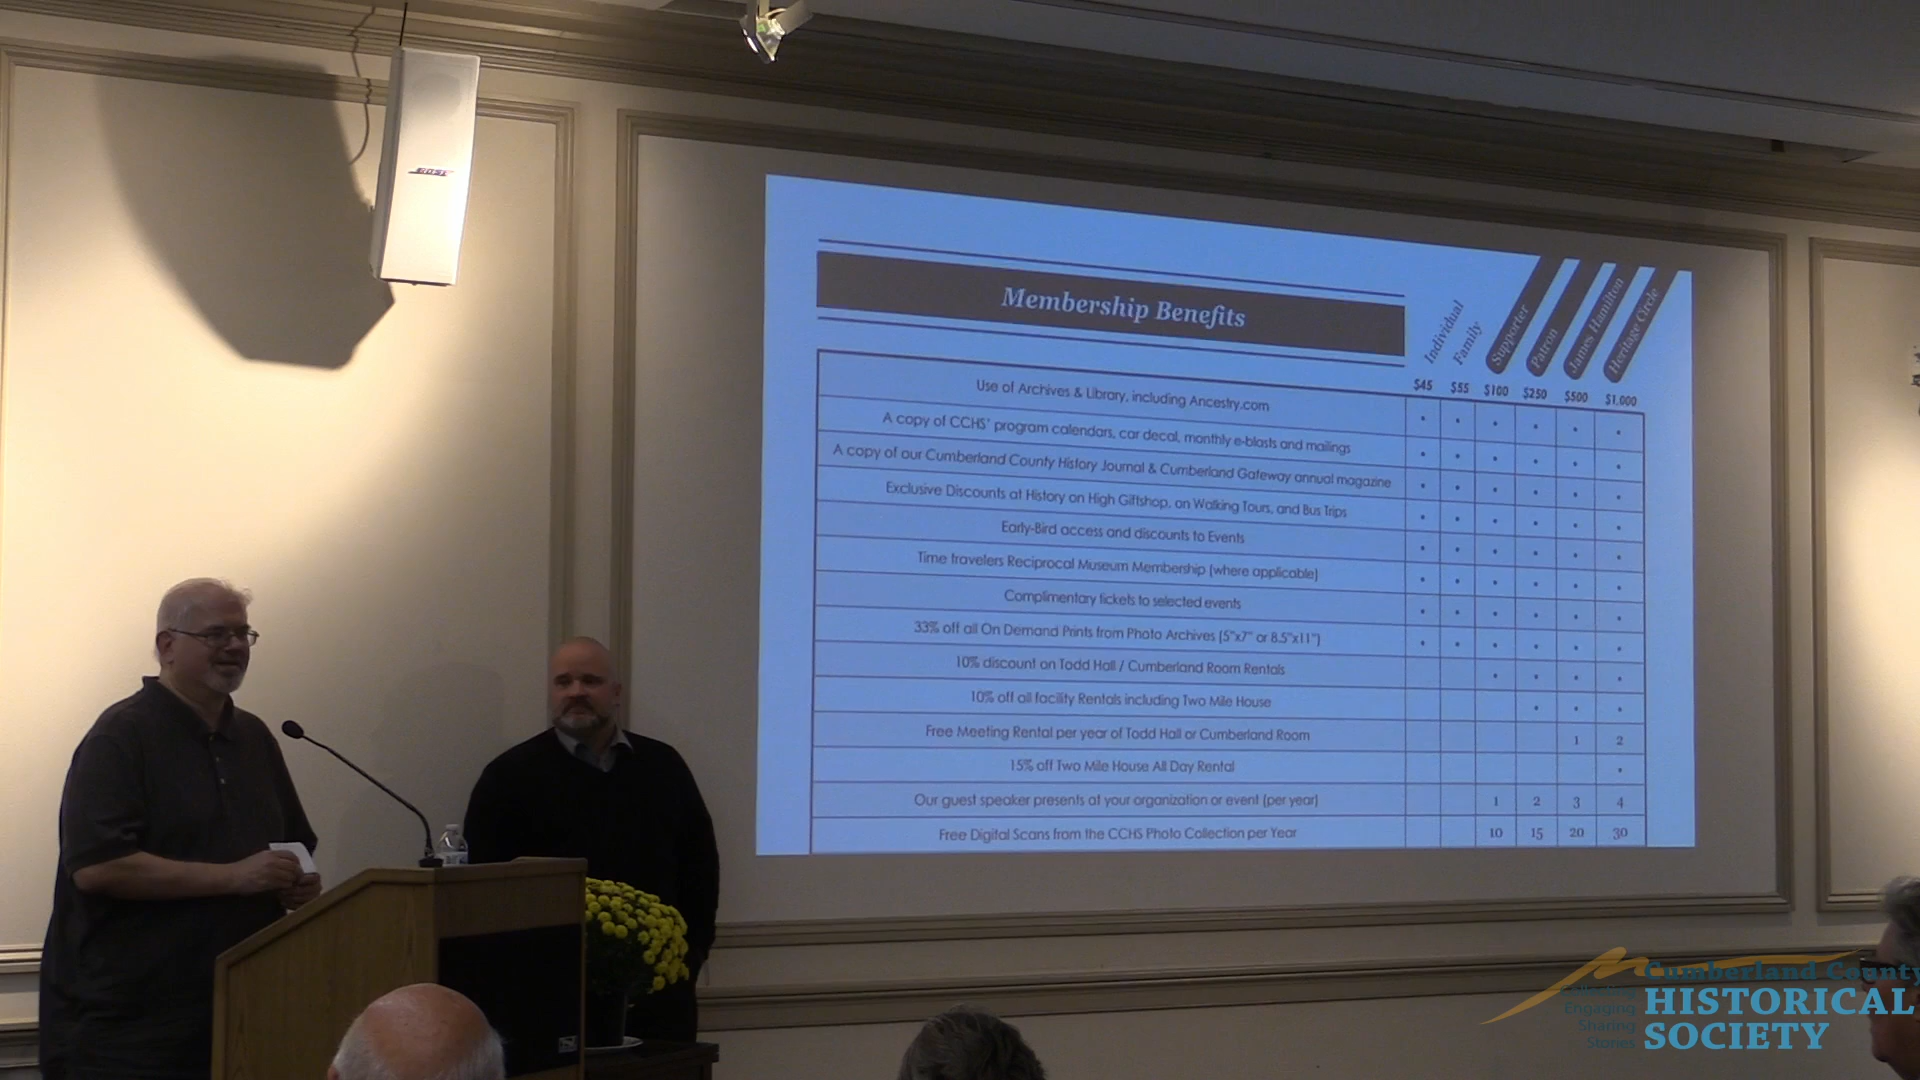 BOSE
Membership Benefits
Individual
Family
Supporter
Patron
James Hamilton
Heritage Circle
$45 $55 $100 $250 $500 $1,000
Use of Archives & Library, including Ancestry.com • • • • • •
A copy of CCHS' program calendars, car decal, monthly e-blasts and mailings • • • • • •
A copy of our Cumberland County History Journal & Cumberland Gateway annual magazine • • • • • •
Exclusive Discounts at History on High Giftshop, on Walking Tours, and Bus Trips • • • • • •
Early-Bird access and discounts to Events • • • • • •
Time travelers Reciprocal Museum Membership (where applicable) • • • • • •
Complimentary tickets to selected events • • • • • •
33% off all On Demand Prints from Photo Archives (5"x7" or 8.5"x11") • • • • • •
10% discount on Todd Hall / Cumberland Room Rentals • • • •
10% off all facility Rentals including Two Mile House • • •
Free Meeting Rental per year of Todd Hall or Cumberland Room 1 2
15% off Two Mile House All Day Rental •
Our guest speaker presents at your organization or event (per year) 1 2 3 4
Free Digital Scans from the CCHS Photo Collection per Year 10 15 20 30
Cumberland County
HISTORICAL
SOCIETY
Engaging
Sharing
Stories